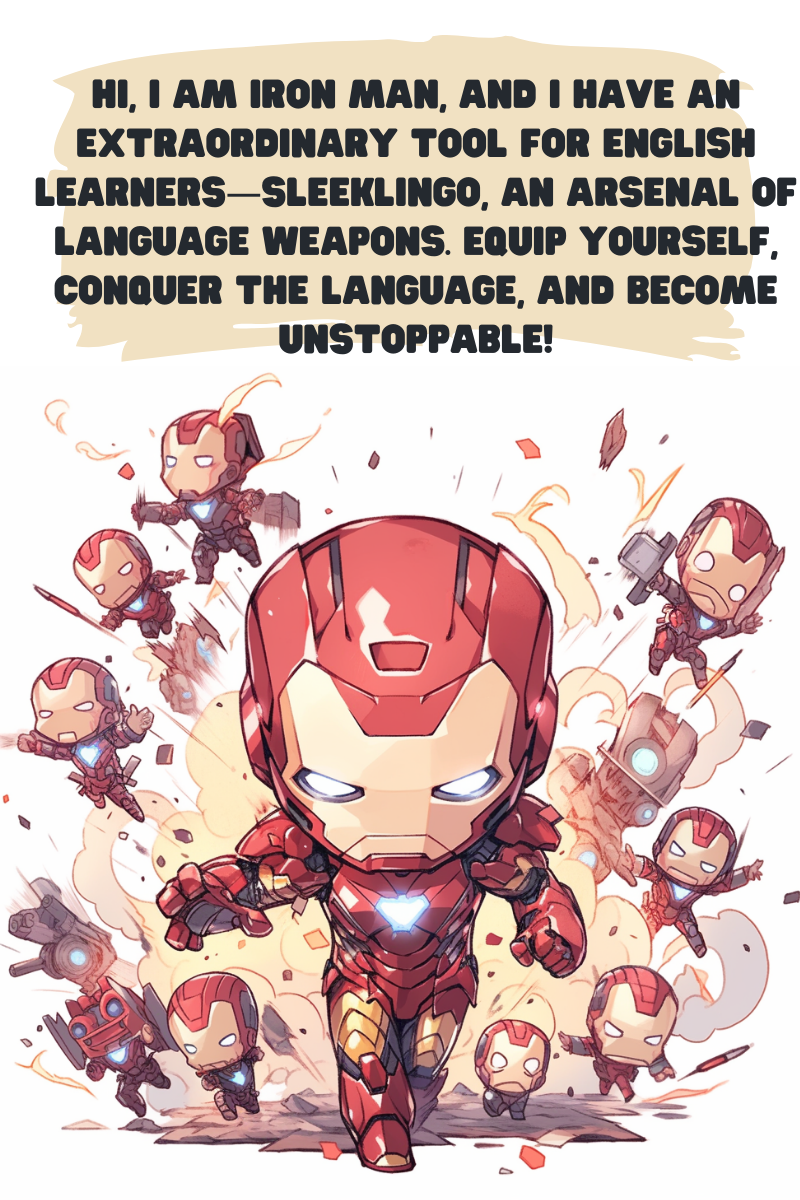 HI, I AM IRON MAN, AND I HAVE AN
EXTRAORDINARY TOOL FOR ENGLISH
LEARNERS—SLEEKLINGO, AN ARSENAL OF
LANGUAGE WEAPONS. EQUIP YOURSELF,
CONQUER THE LANGUAGE, AND BECOME
UNSTOPPABLE!